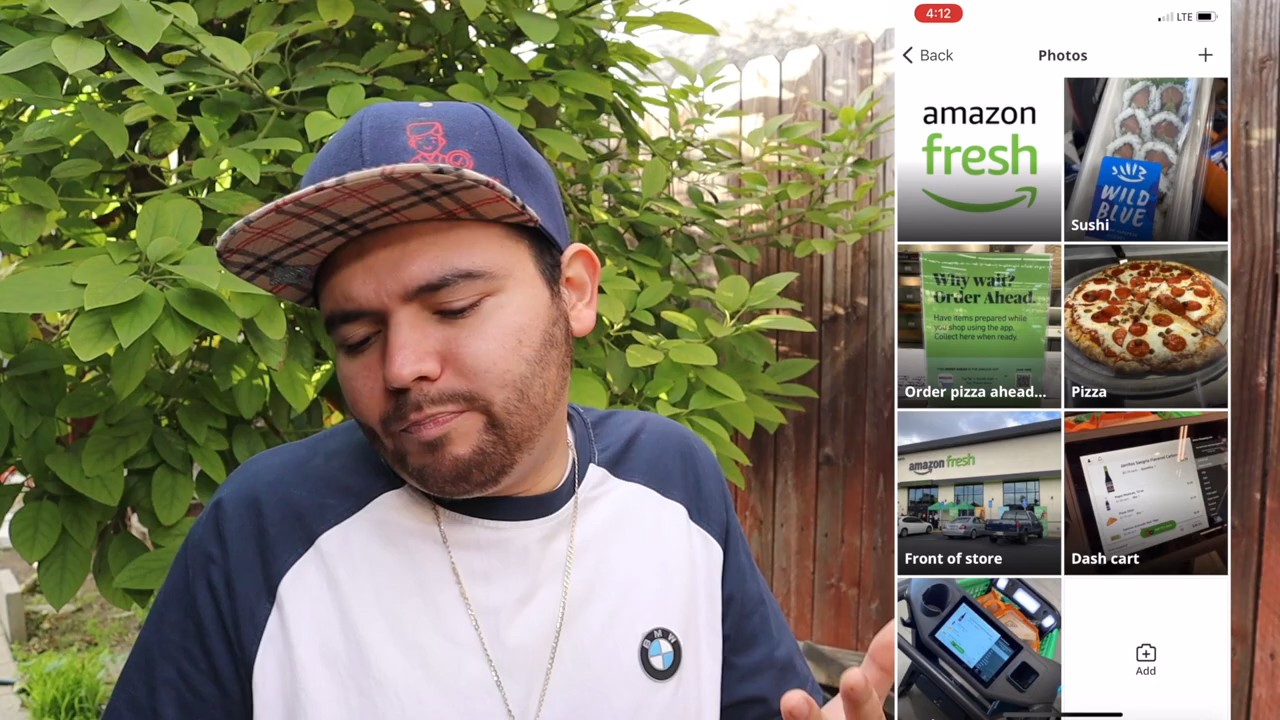 4:12
LTE
Back
Photos
amazon
fresh
WILD
BLUE
Sushi
Why wait?
Order Ahead.
Have items prepared while
you shop using the app.
Collect here when ready.
Order pizza ahead...
Pizza
amazon fresh
Front of store
Dash cart
Add
BMW